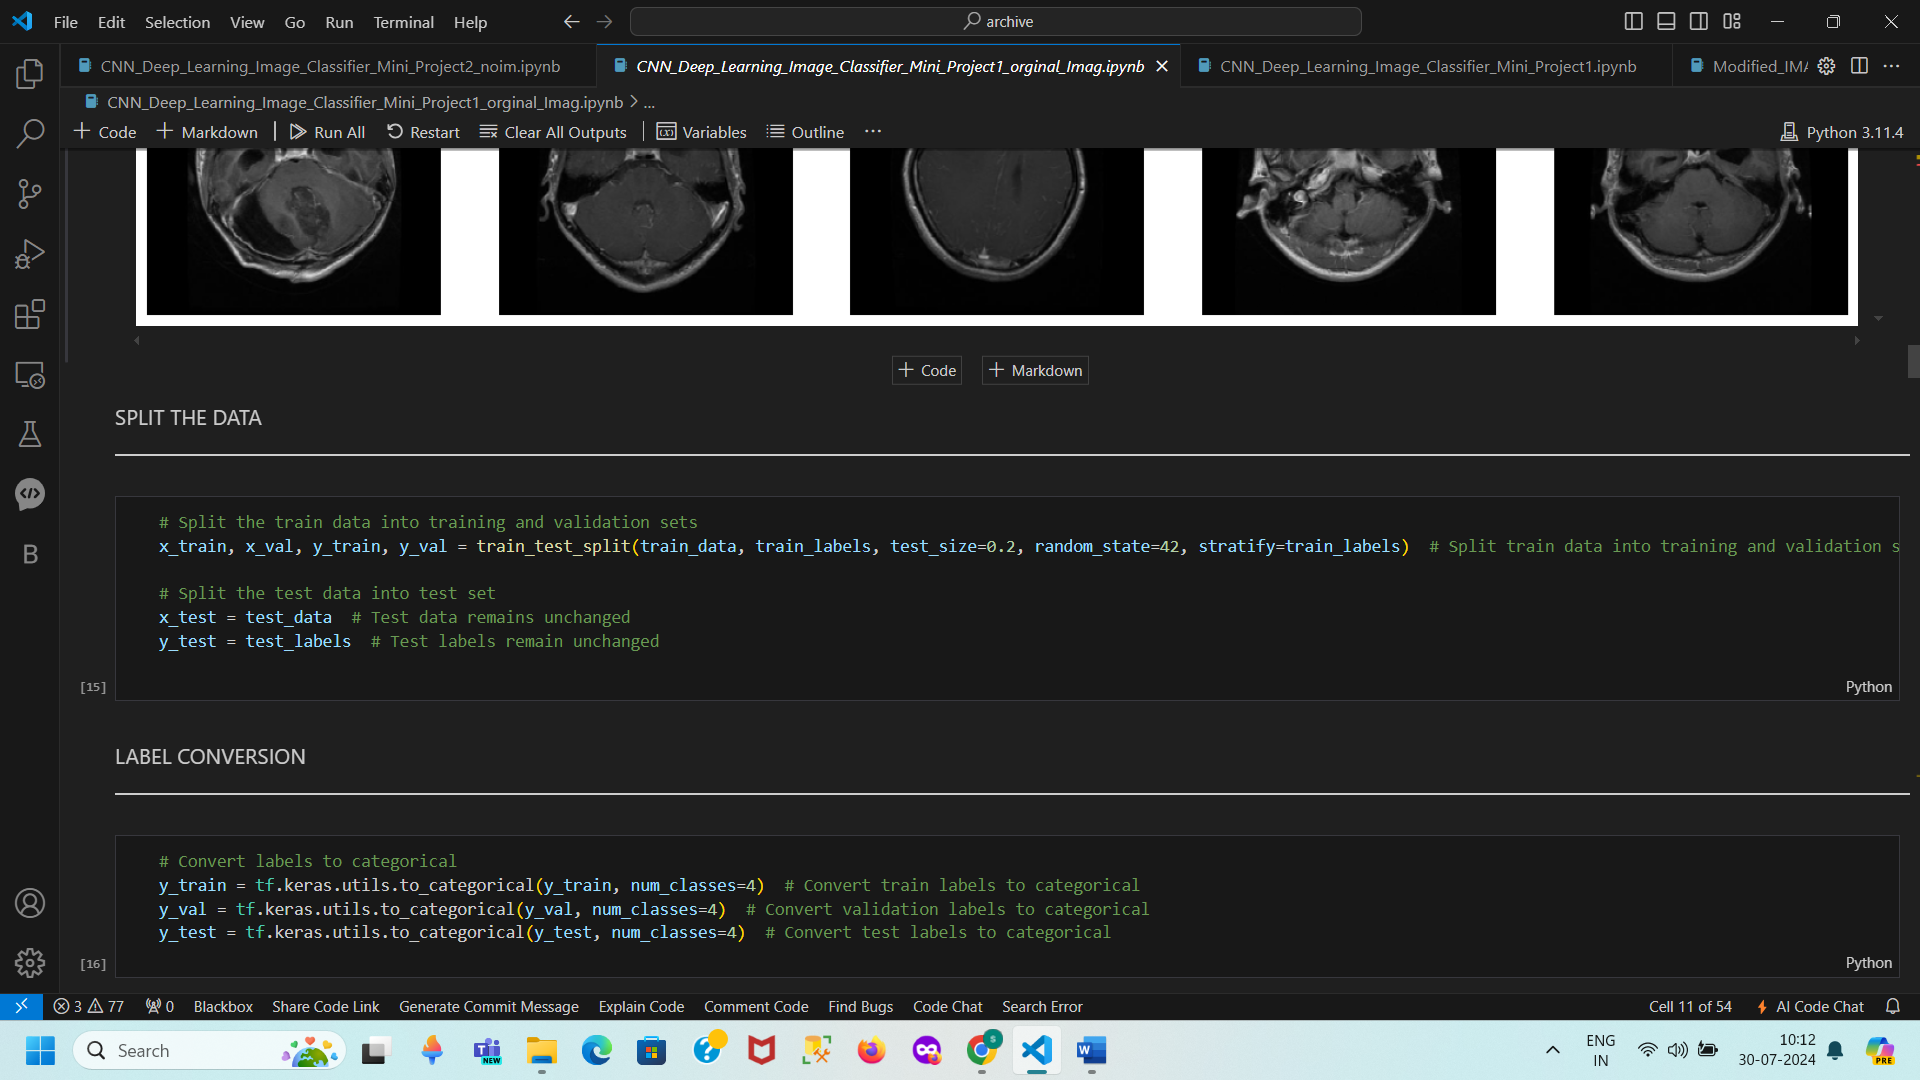 File Edit Selection View Go Run Terminal Help
archive
CNN_Deep_Learning_Image_Classifier_Mini_Project2_noim.ipynb
CNN_Deep_Learning_Image_Classifier_Mini_Project1_orginal_Imag.ipynb
CNN_Deep_Learning_Image_Classifier_Mini_Project1.ipynb
Modified_IMA
CNN_Deep_Learning_Image_Classifier_Mini_Project1_orginal_Imag.ipynb > ...
+ Code + Markdown | Run All Restart Clear All Outputs | Variables Outline ...
Python 3.11.4
+ Code + Markdown
SPLIT THE DATA
# Split the train data into training and validation sets
x_train, x_val, y_train, y_val = train_test_split(train_data, train_labels, test_size=0.2, random_state=42, stratify=train_labels)  # Split train data into training and validation s
# Split the test data into test set
x_test = test_data  # Test data remains unchanged
y_test = test_labels  # Test labels remain unchanged
[15]
Python
LABEL CONVERSION
# Convert labels to categorical
y_train = tf.keras.utils.to_categorical(y_train, num_classes=4)  # Convert train labels to categorical
y_val = tf.keras.utils.to_categorical(y_val, num_classes=4)  # Convert validation labels to categorical
y_test = tf.keras.utils.to_categorical(y_test, num_classes=4)  # Convert test labels to categorical
[16]
Python
B
3 77 0 Blackbox Share Code Link Generate Commit Message Explain Code Comment Code Find Bugs Code Chat Search Error
Cell 11 of 54 AI Code Chat
Search
NEW
ENG
IN
10:12
30-07-2024
PRE